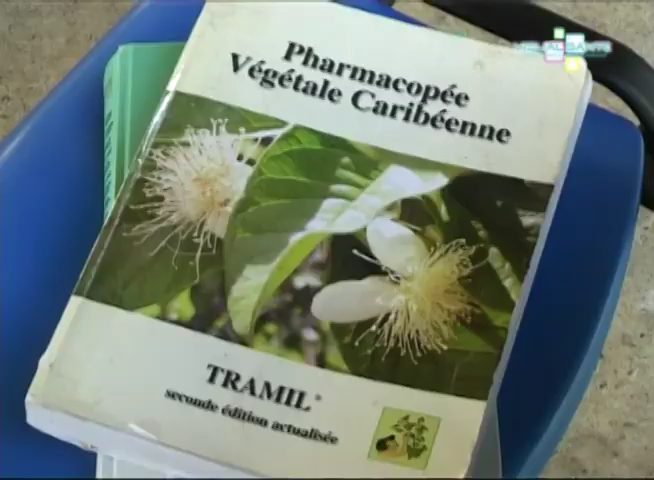 Pharmacopée
Végétale Caribéenne
TRAMIL®
seconde édition actualisée